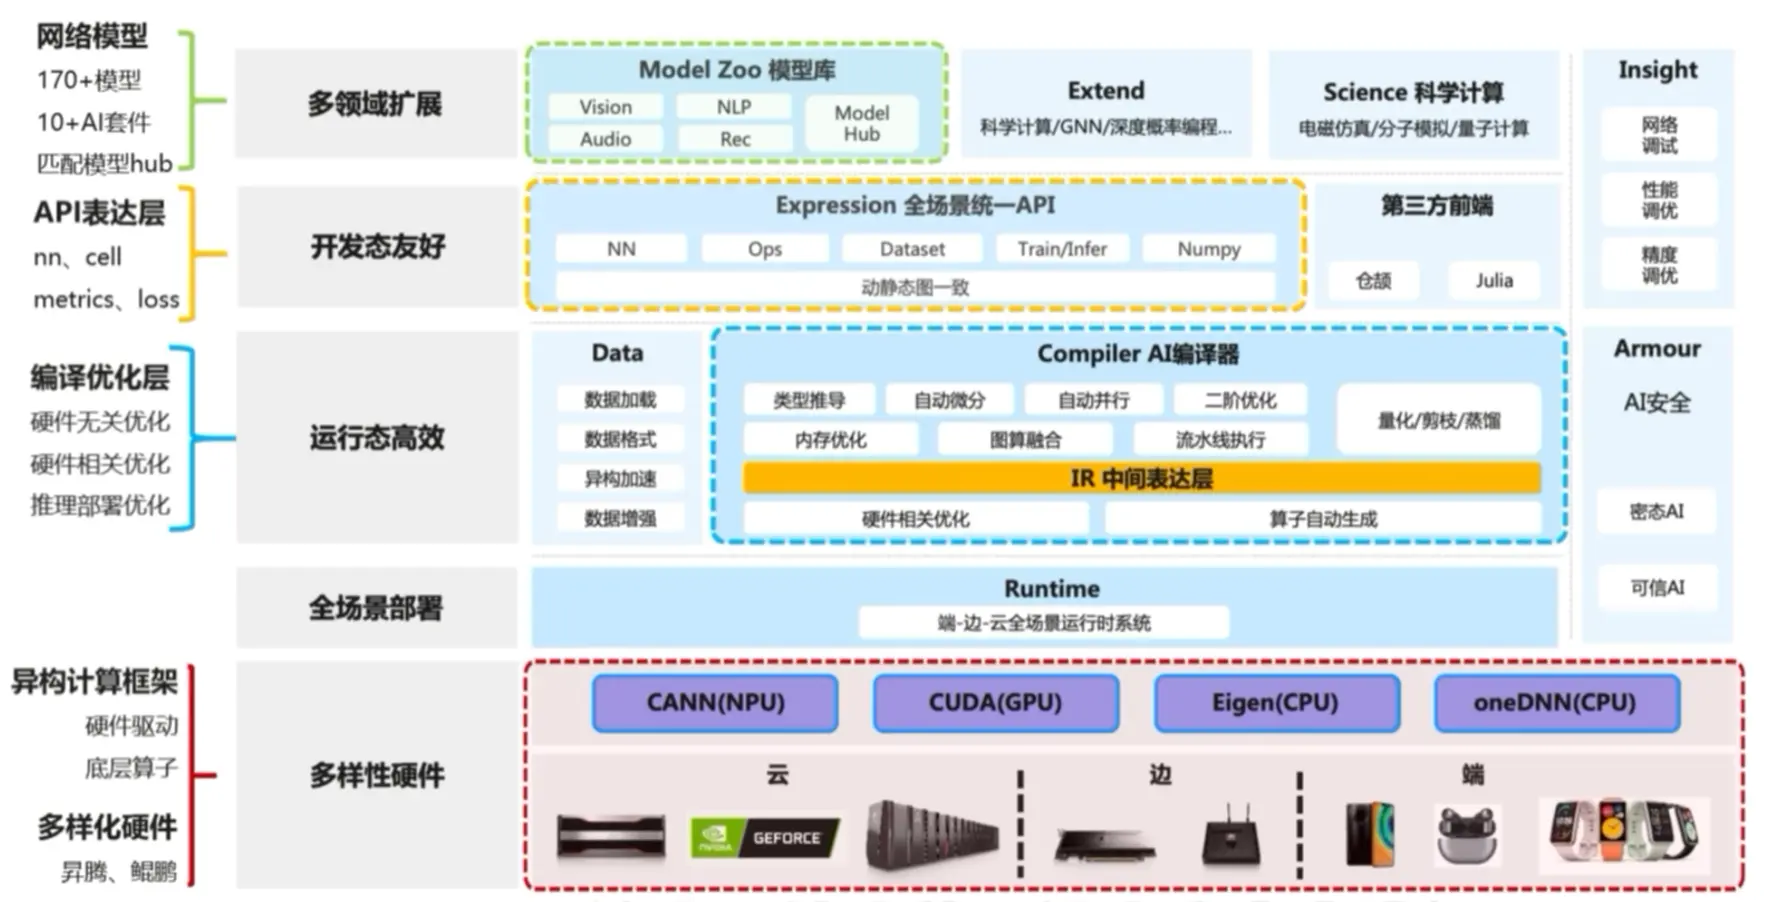 网络模型
170+模型
10+AI套件
匹配模型hub
API表达层
nn、cell
metrics、loss
编译优化层
硬件无关优化
硬件相关优化
推理部署优化
异构计算框架
硬件驱动
底层算子
多样化硬件
昇腾、鲲鹏
多领域扩展
Model Zoo 模型库
Vision
NLP
Audio
Rec
Model
Hub
Extend
科学计算/GNN/深度概率编程...
Science 科学计算
电磁仿真/分子模拟/量子计算
开发态友好
Expression 全场景统一API
NN
Ops
Dataset
Train/Infer
Numpy
动静态图一致
第三方前端
仓颉
Julia
运行态高效
Data
数据加载
数据格式
异构加速
数据增强
Compiler AI编译器
类型推导
自动微分
自动并行
二阶优化
内存优化
图算融合
流水线执行
量化/剪枝/蒸馏
IR 中间表达层
硬件相关优化
算子自动生成
全场景部署
Runtime
端-边-云全场景运行时系统
Insight
网络
调试
性能
调优
精度
调优
Armour
AI安全
密态AI
可信AI
多样性硬件
CANN(NPU)
CUDA(GPU)
Eigen(CPU)
oneDNN(CPU)
云
边
端
NVIDIA
GEFORCE